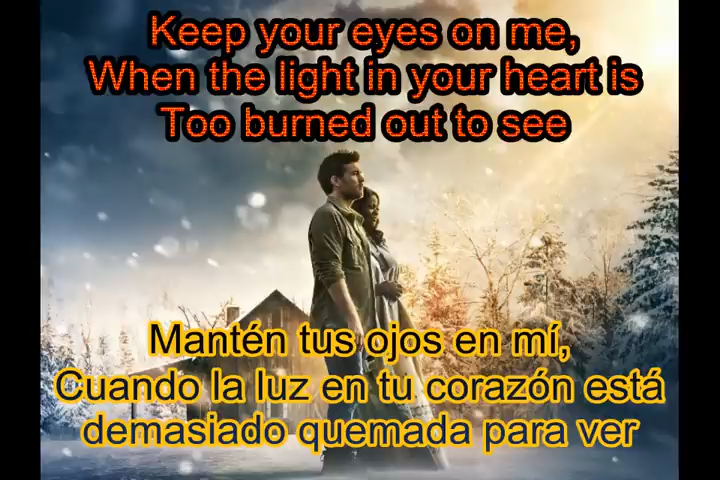 Keep your eyes on me,
When the light in your heart is
Too burned out to see
Mantén tus ojos en mí,
Cuando la luz en tu corazón está
demasiado quemada para ver